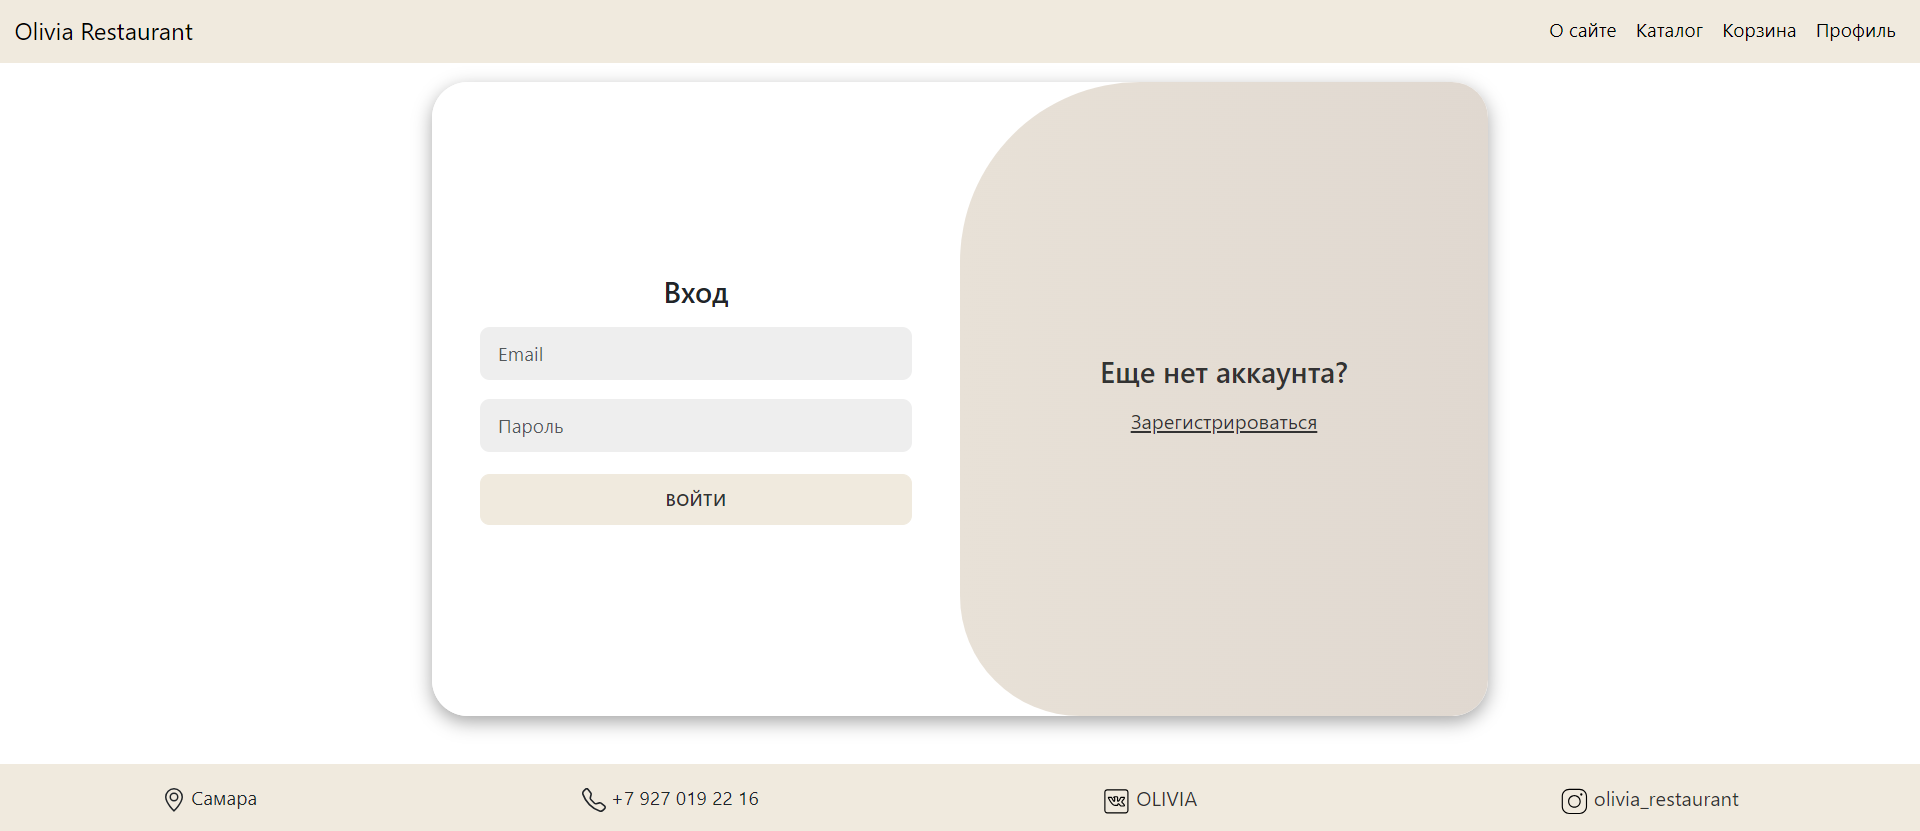 Olivia Restaurant
О сайте Каталог Корзина Профиль
Вход
Email
Пароль
ВОЙТИ
Еще нет аккаунта?
Зарегистрироваться
Самара
+7 927 019 22 16
OLIVIA
olivia_restaurant